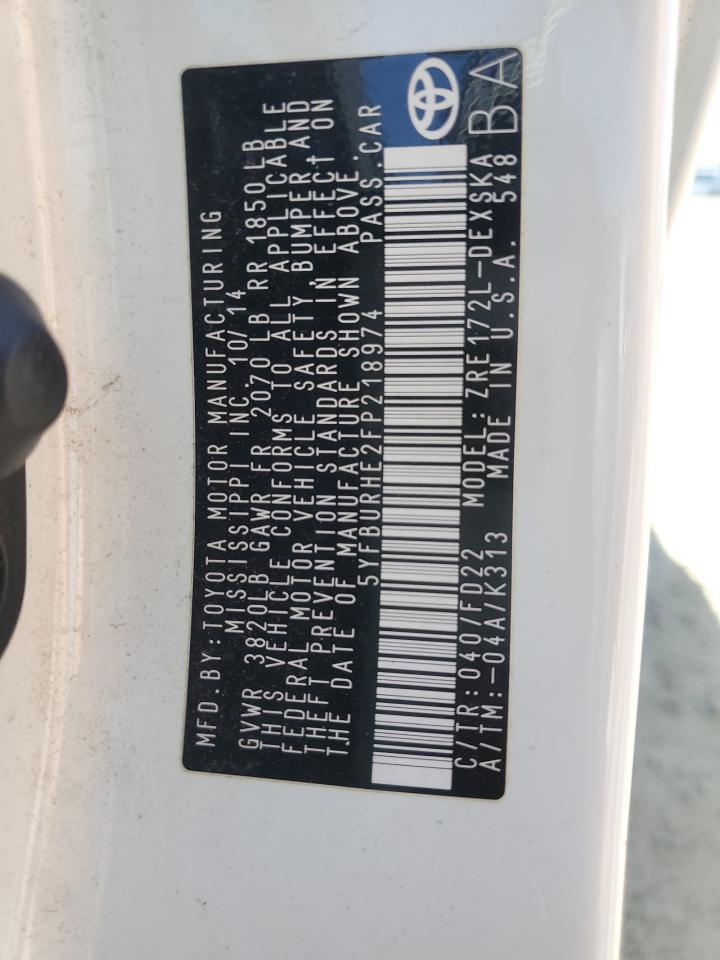 MFD.BY:TOYOTA MOTOR MANUFACTURING
MISSISSIPPI INC. 10/14
GVWR 3820LB GAWR FR 2070 LB RR 1850 LB
THIS VEHICLE CONFORMS TO ALL APPLICABLE
FEDERAL MOTOR VEHICLE SAFETY, BUMPER AND
THEFT PREVENTION STANDARDS IN EFFECT ON
THE DATE OF MANUFACTURE SHOWN ABOVE.
5YFBURHE2FP218974 PASS.CAR
C/TR:040/FD22 MODEL:ZRE172L-DEXSKA
A/TM:-04A/K313 MADE IN U.S.A. 548
BA